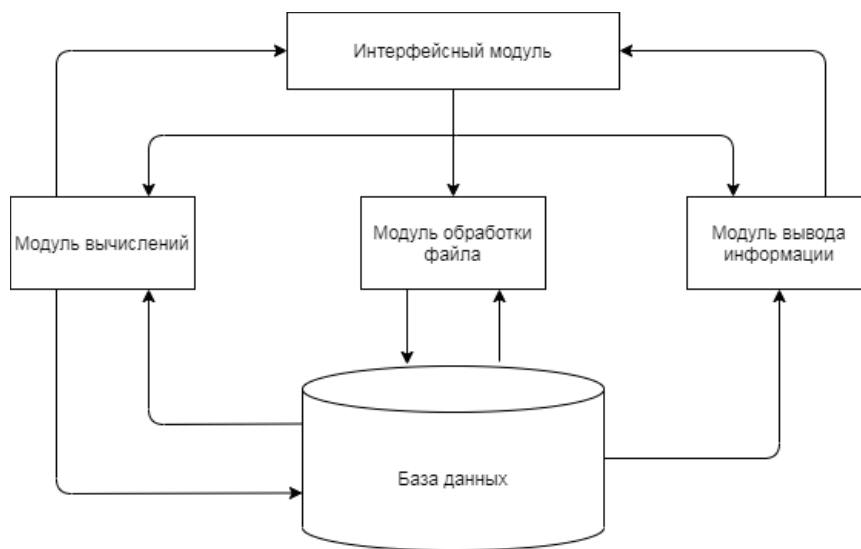 Интерфейсный модуль
Модуль вычислений
Модуль обработки
файла
Модуль вывода
информации
База данных